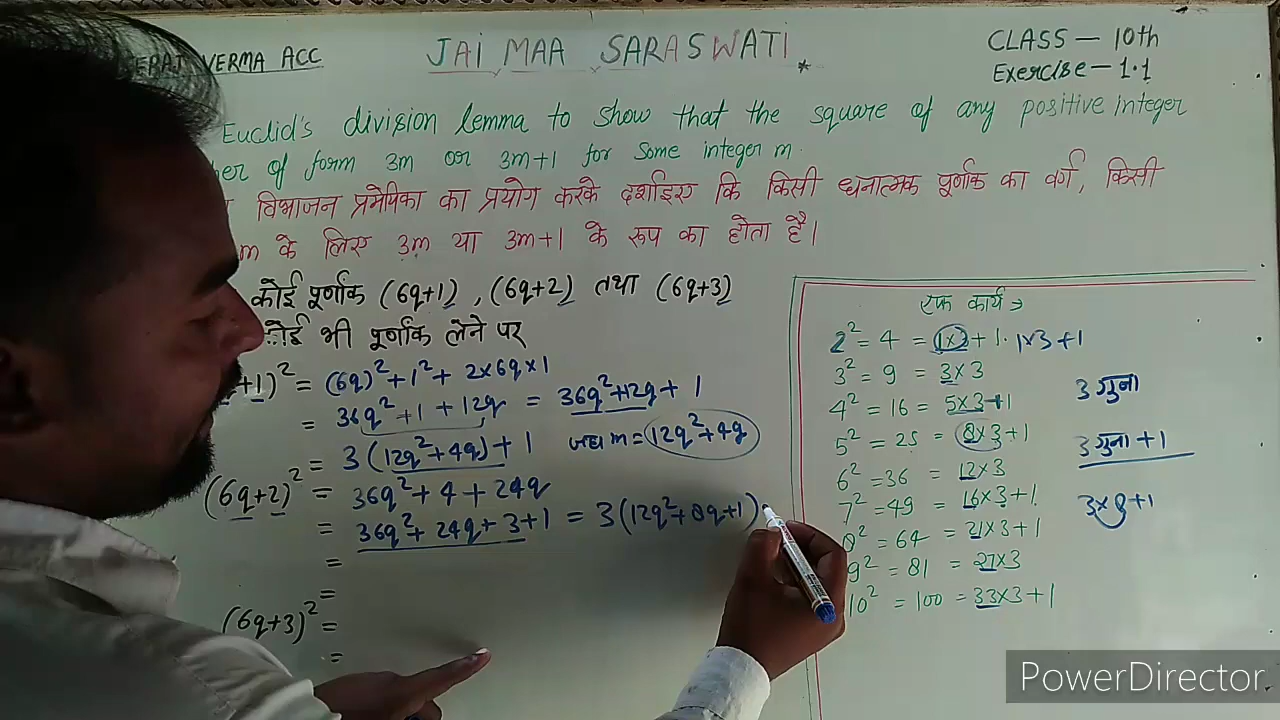 VERMA ACC
JAI MAA SARASWATI
CLASS — 10th
Exercise — 1.1
Euclid's division lemma to show that the square of any positive integer
of form 3m or 3m+1 for some integer m.
विभाजन प्रमेयिका का प्रयोग करके दर्शाइए कि किसी धनात्मक पूर्णांक का वर्ग, किसी
m के लिए 3m या 3m+1 के रूप का होता है।
कोई पूर्णांक (6q+1), (6q+2) तथा (6q+3)
कोई भी पूर्णांक लेने पर
+1)² = (6q)² + 1² + 2×6q×1
= 36q² + 1 + 12q = 36q² + 12q + 1
= 3(12q² + 4q) + 1 जहा m = 12q² + 4q
(6q+2)² = 36q² + 4 + 24q
= 36q² + 24q + 3 + 1 = 3(12q² + 8q + 1)
=
=
(6q+3)² =
=
एक कार्य ⇒
2² = 4 = 1×2+1. 1×3+1
3² = 9 = 3×3
4² = 16 = 5×3+1
5² = 25 = 8×3+1
6² = 36 = 12×3
7² = 49 = 16×3+1
8² = 64 = 21×3+1
9² = 81 = 27×3
10² = 100 = 33×3+1
3 गुना
3 गुना +1
PowerDirector